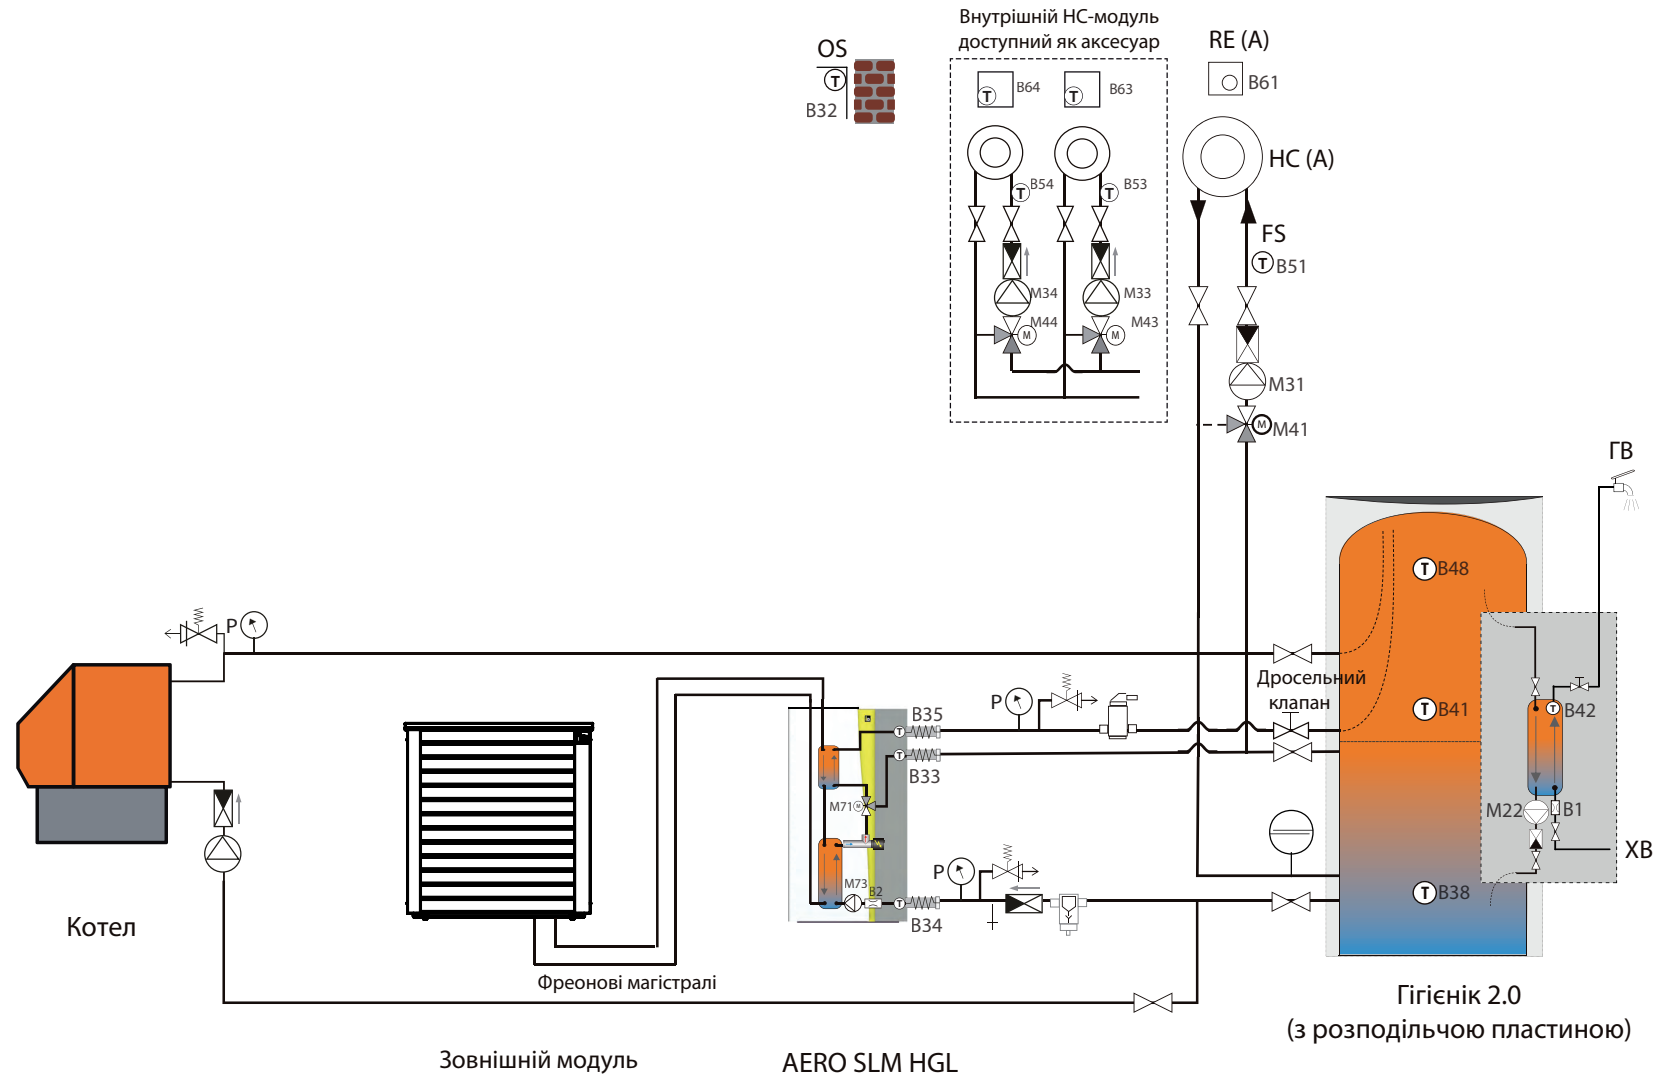 Внутрішній НС-модуль
доступний як аксесуар
OS
T
B32
T
B64
T
B63
RE (A)
B61
HC (A)
T
B54
T
B53
FS
T
B51
M34
M33
M44
M
M43
M
M31
M
M41
ГВ
T
B48
P
Дросельний
клапан
P
B35
T
B33
T
T
B41
T
B42
M71
M
M22
B1
ХВ
P
M73
B2
T
B34
T
B38
Котел
Фреонові магістралі
Гігієнік 2.0
(з розподільчою пластиною)
Зовнішній модуль
AERO SLM HGL